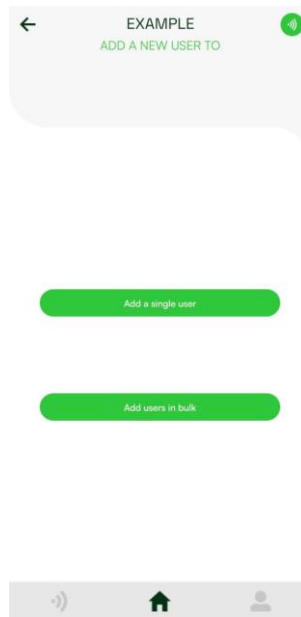 EXAMPLE
ADD A NEW USER TO
Add a single user
Add users in bulk